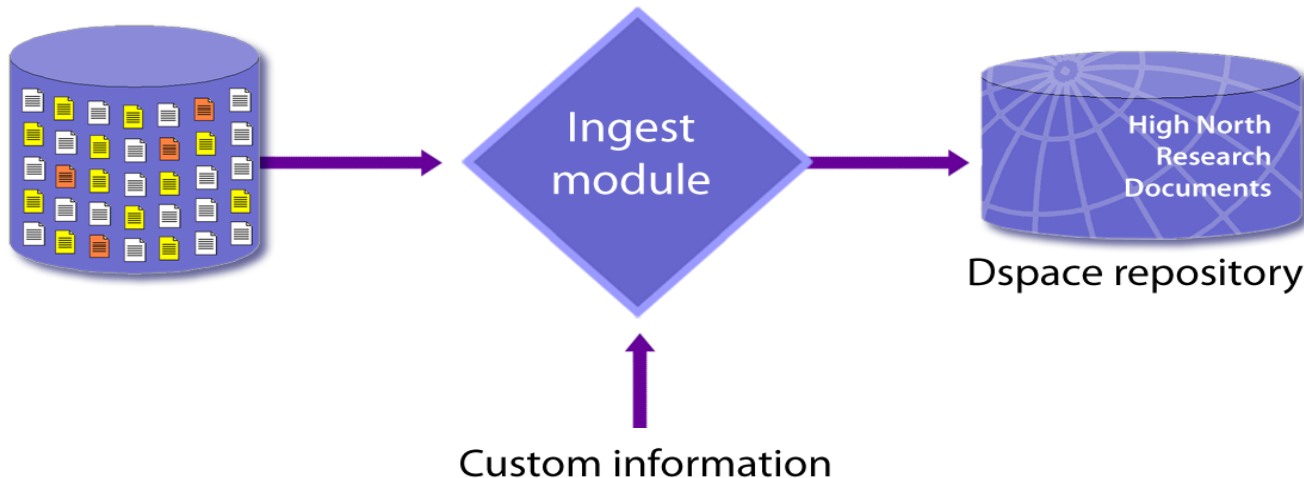 Ingest
module
High North
Research
Documents
Dspace repository
Custom information